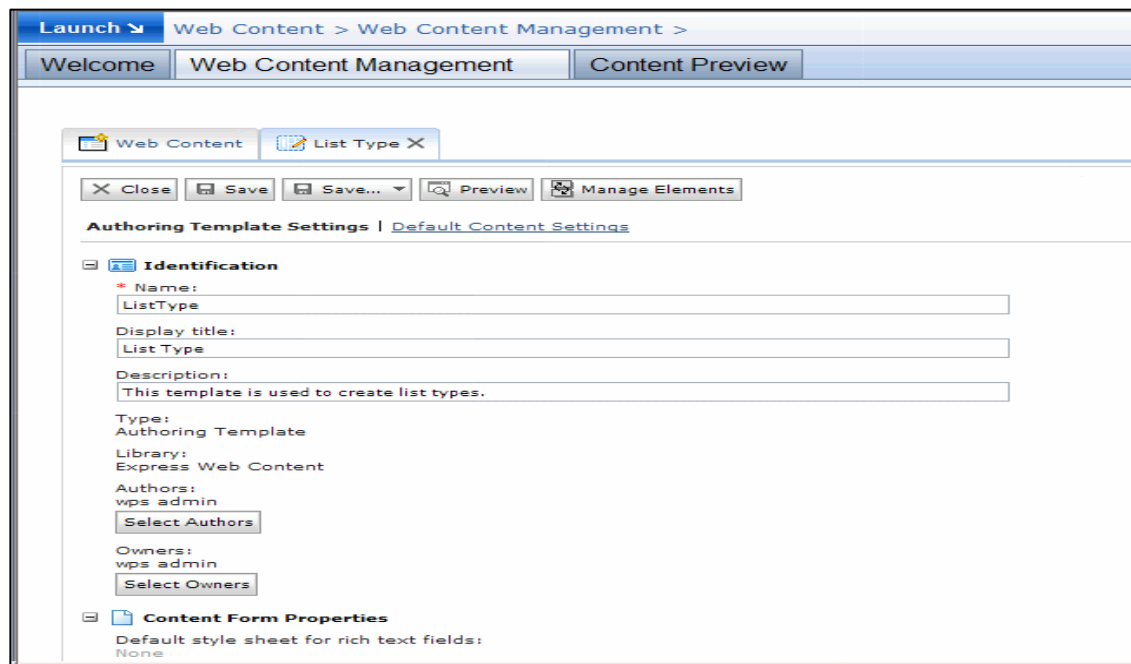 Launch Web Content > Web Content Management >
Welcome Web Content Management Content Preview
Web Content List Type
Close Save Save... Preview Manage Elements
Authoring Template Settings | Default Content Settings
Identification
* Name:
ListType
Display title:
List Type
Description:
This template is used to create list types.
Type:
Authoring Template
Library:
Express Web Content
Authors:
wps admin
Select Authors
Owners:
wps admin
Select Owners
Content Form Properties
Default style sheet for rich text fields:
None